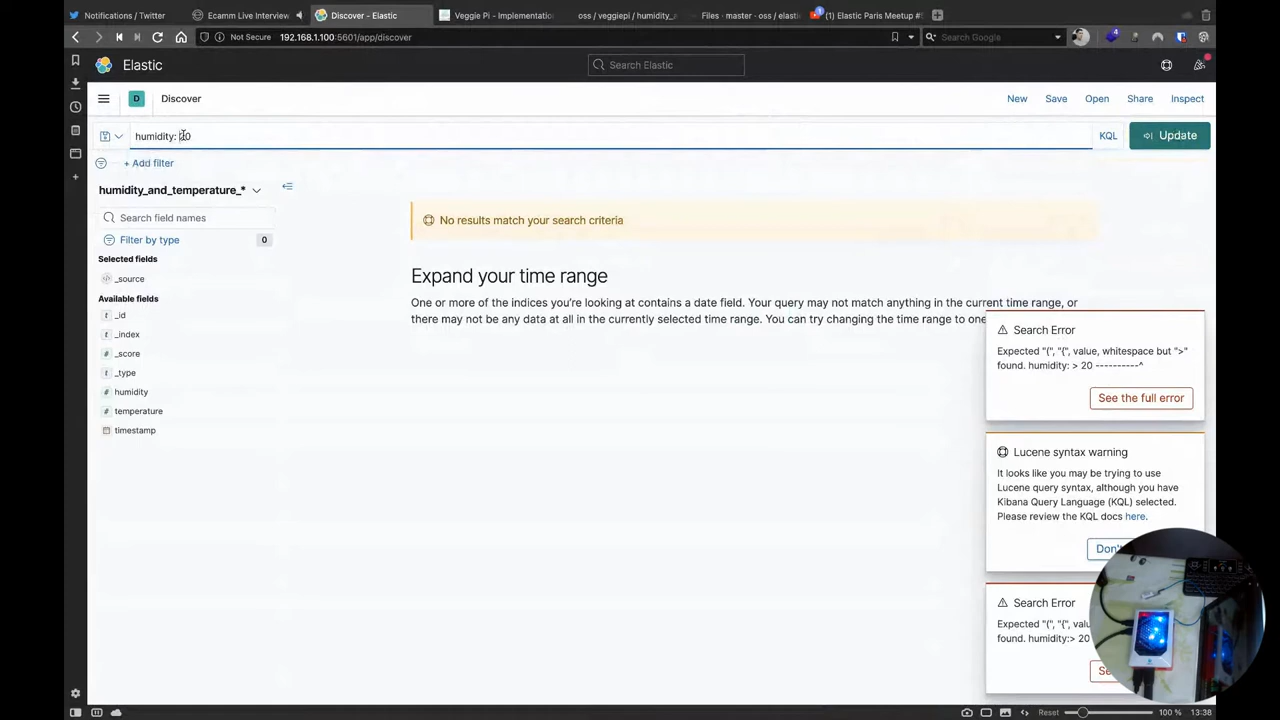 Notifications / Twitter
Ecamm Live Interview
Discover - Elastic
Veggie Pi - Implementation
oss / veggiepi / humidity_a
Files · master · oss / elasti
(1) Elastic Paris Meetup #
Not Secure
192.168.1.100:5601/app/discover
Search Google
Elastic
Search Elastic
D
Discover
New
Save
Open
Share
Inspect
humidity: 20
KQL
Update
+ Add filter
humidity_and_temperature_*
Search field names
Filter by type
0
Selected fields
_source
Available fields
t _id
t _index
# _score
t _type
# humidity
# temperature
timestamp
No results match your search criteria
Expand your time range
One or more of the indices you're looking at contains a date field. Your query may not match anything in the current time range, or
there may not be any data at all in the currently selected time range. You can try changing the time range to one
Search Error
Expected "(", "{", value, whitespace but ">"
found. humidity: > 20 ----------^
See the full error
Lucene syntax warning
It looks like you may be trying to use
Lucene query syntax, although you have
Kibana Query Language (KQL) selected.
Please review the KQL docs here.
Don'
Search Error
Expected "(", "{", valu
found. humidity:> 20
Se
Reset
100 %
13:38